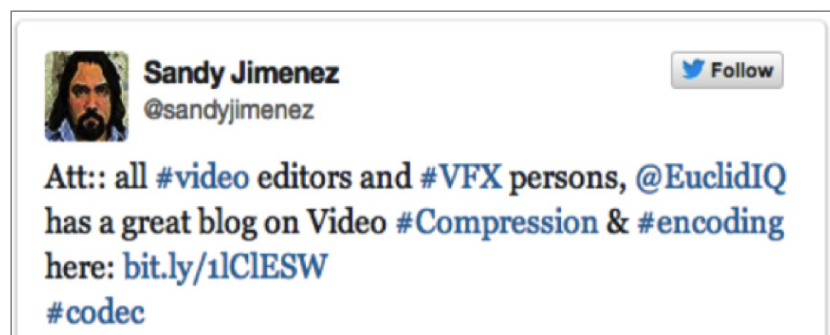 Sandy Jimenez
Follow
@sandyjimenez
Att:: all #video editors and #VFX persons, @EuclidIQ
has a great blog on Video #Compression & #encoding
here: bit.ly/1lClESW
#codec